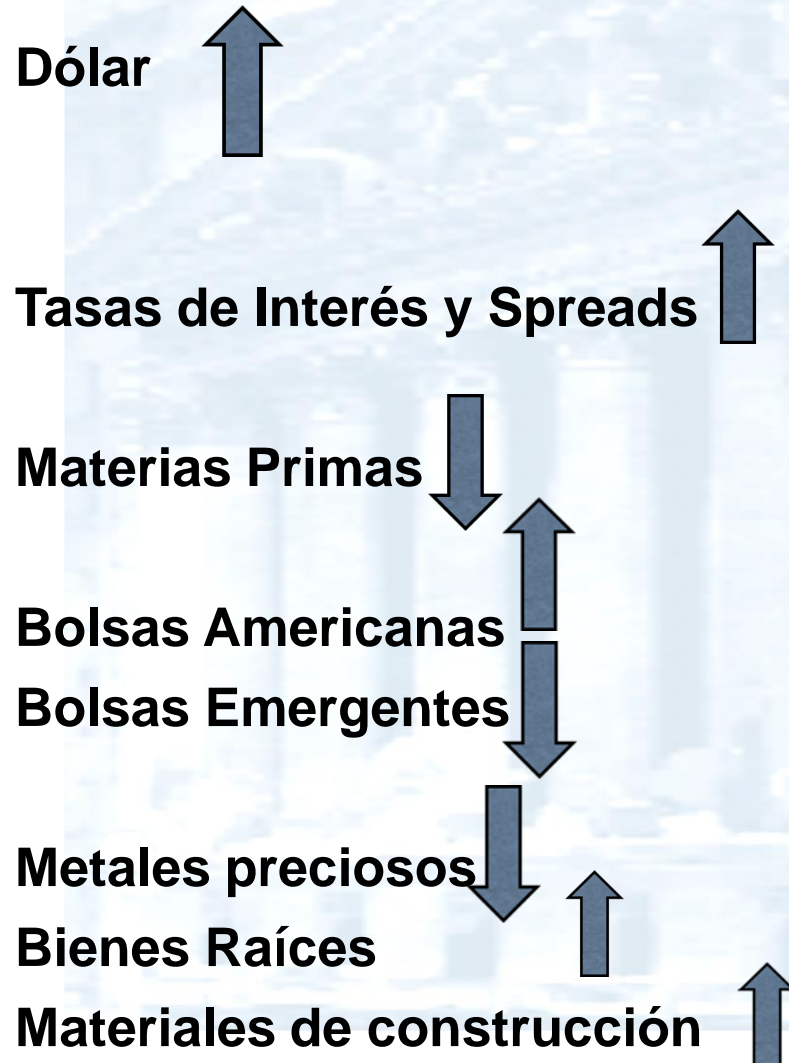 Dólar
Tasas de Interés y Spreads
Materias Primas
Bolsas Americanas
Bolsas Emergentes
Metales preciosos
Bienes Raíces
Materiales de construcción